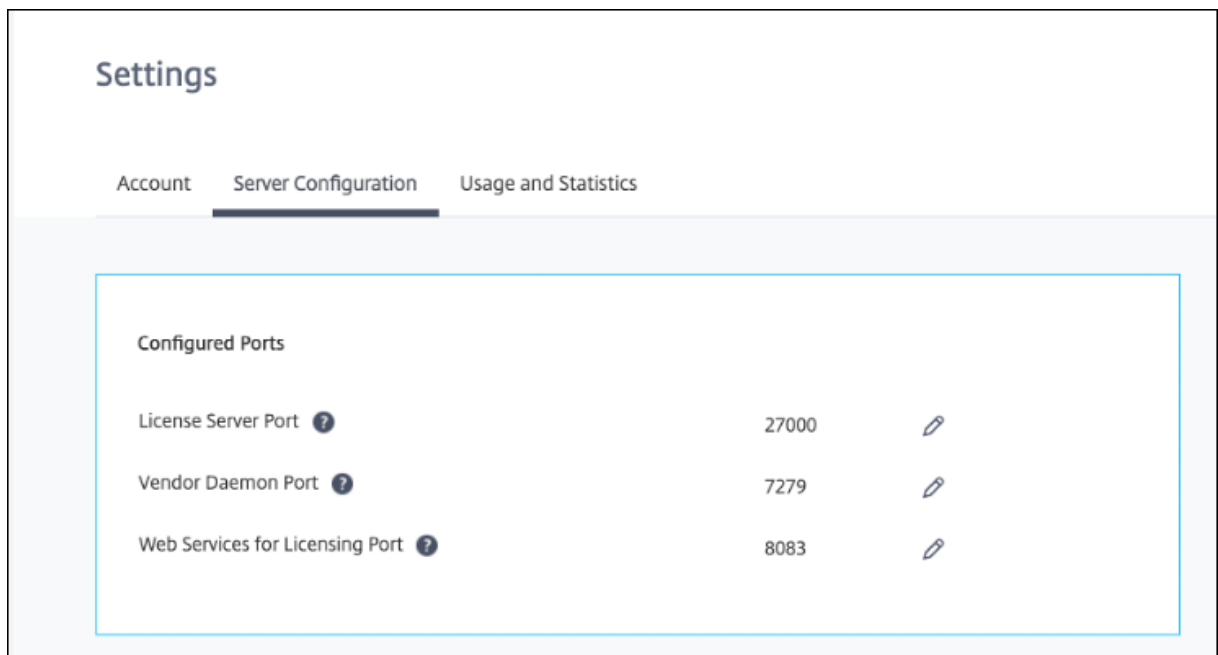 Settings
Account Server Configuration Usage and Statistics
Configured Ports
License Server Port ? 27000
Vendor Daemon Port ? 7279
Web Services for Licensing Port ? 8083